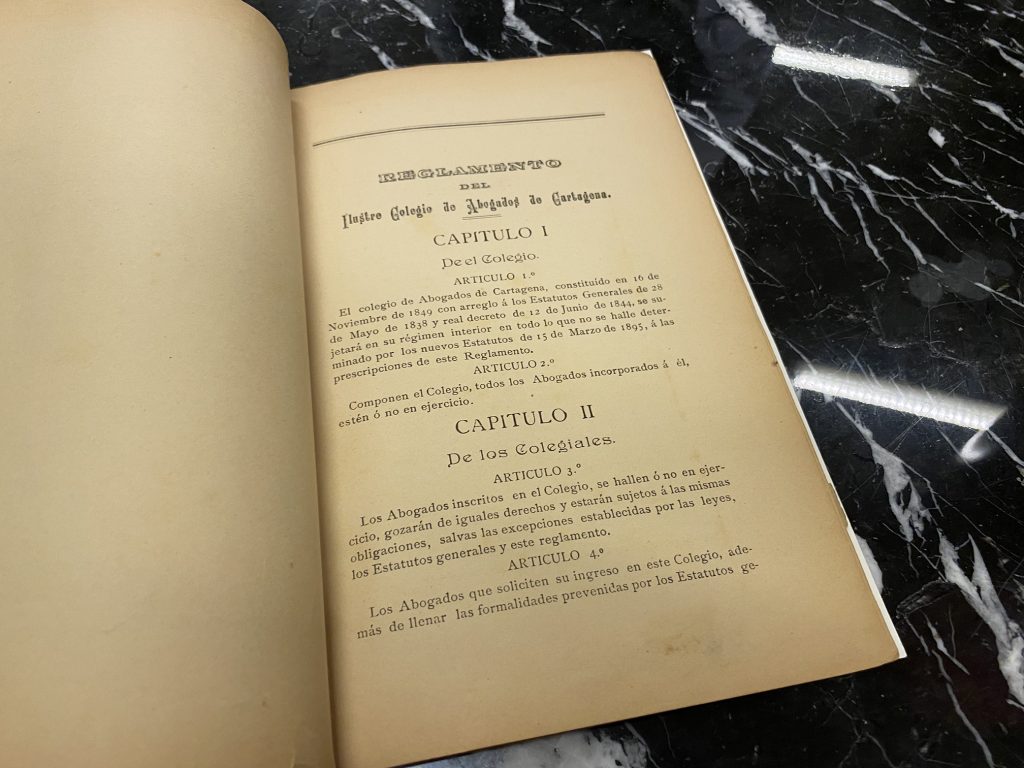 REGLAMENTO
DEL
Ilustre Colegio de Abogados de Cartagena.
CAPITULO I
De el Colegio.
ARTICULO 1.º
El colegio de Abogados de Cartagena, constituido en 16 de
Noviembre de 1849 con arreglo á los Estatutos Generales de 28
de Mayo de 1838 y real decreto de 12 de Junio de 1844, se su-
jetará en su régimen interior en todo lo que no se halle deter-
minado por los nuevos Estatutos de 15 de Marzo de 1895, á las
prescripciones de este Reglamento.
ARTICULO 2.º
Componen el Colegio, todos los Abogados incorporados á él,
estén ó no en ejercicio.
CAPITULO II
De los Colegiales.
ARTICULO 3.º
Los Abogados inscritos en el Colegio, se hallen ó no en ejer-
cicio, gozarán de iguales derechos y estarán sujetos á las mismas
obligaciones, salvas las excepciones establecidas por las leyes,
los Estatutos generales y este reglamento.
ARTICULO 4.º
Los Abogados que soliciten su ingreso en este Colegio, ade-
más de llenar las formalidades prevenidas por los Estatutos ge-